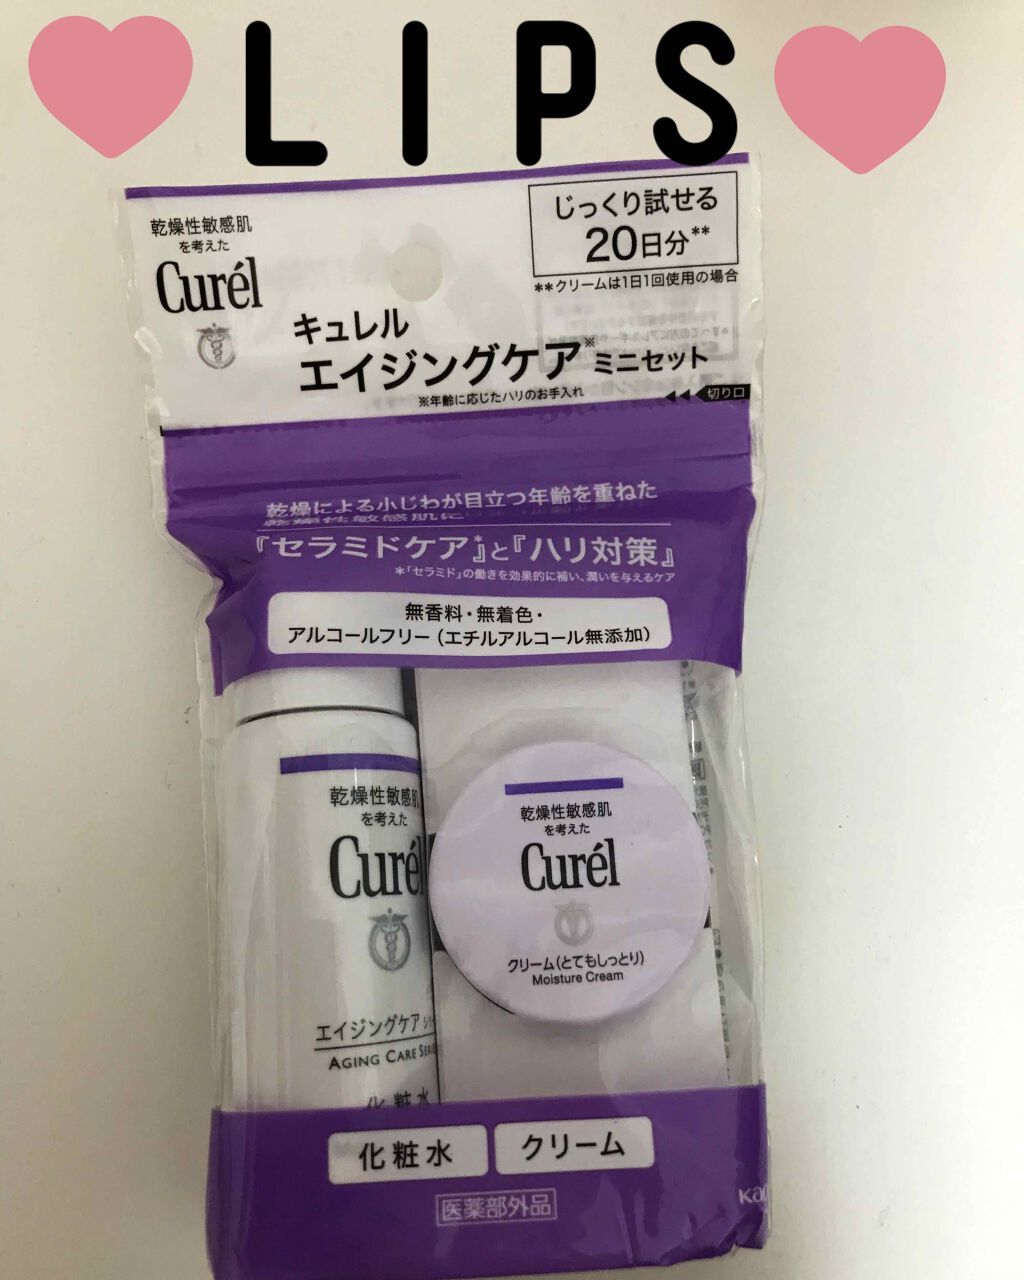 LIPS
乾燥性敏感肌
を考えた
Curél
じっくり試せる
20日分**
**クリームは1日1回使用の場合
キュレル
エイジングケア※ミニセット
※年齢に応じたハリのお手入れ
切り口
乾燥による小じわが目立つ年齢を重ねた
乾燥性敏感肌に
『セラミドケア*』と『ハリ対策』
*「セラミド」の働きを効果的に補い、潤いを与えるケア
無香料・無着色・
アルコールフリー（エチルアルコール無添加）
乾燥性敏感肌
を考えた
Curél
エイジングケア
AGING CARE
化粧水
乾燥性敏感肌
を考えた
Curél
クリーム（とてもしっとり）
Moisture Cream
化粧水
クリーム
医薬部外品